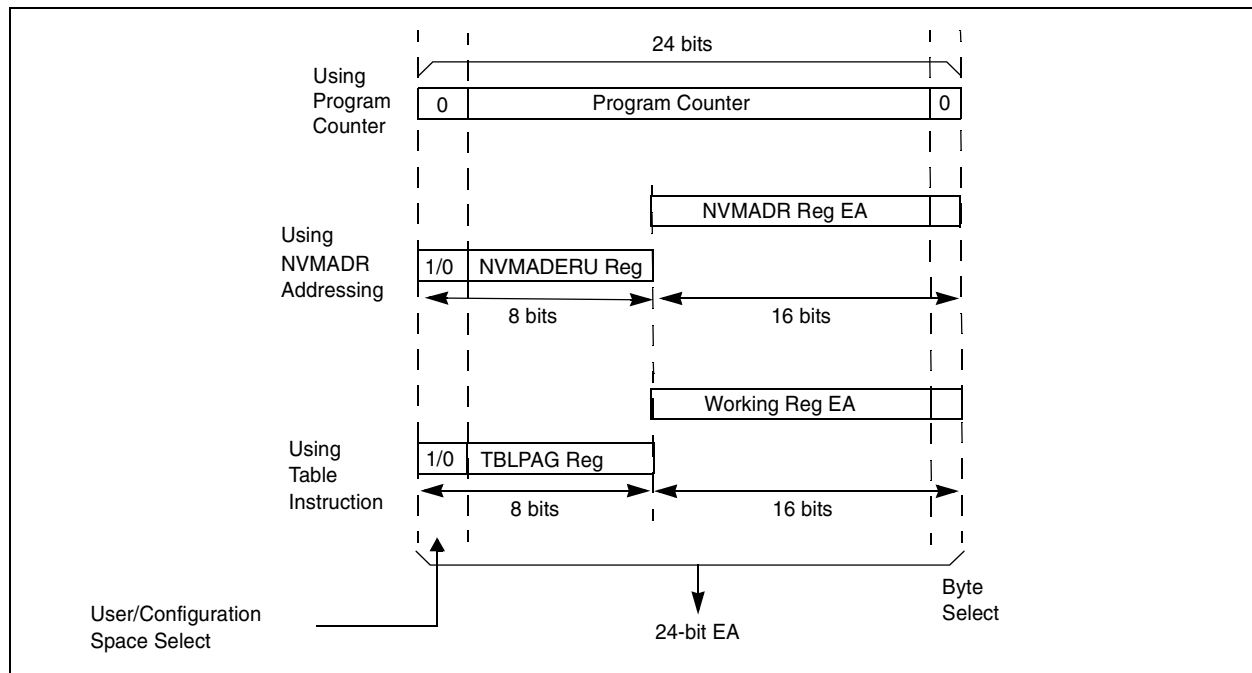 24 bits
Using
Program
Counter
0
Program Counter
0
NVMADR Reg EA
Using
NVMADR
Addressing
1/0
NVMADERU Reg
8 bits
16 bits
Working Reg EA
Using
Table
Instruction
1/0
TBLPAG Reg
8 bits
16 bits
User/Configuration
Space Select
24-bit EA
Byte
Select